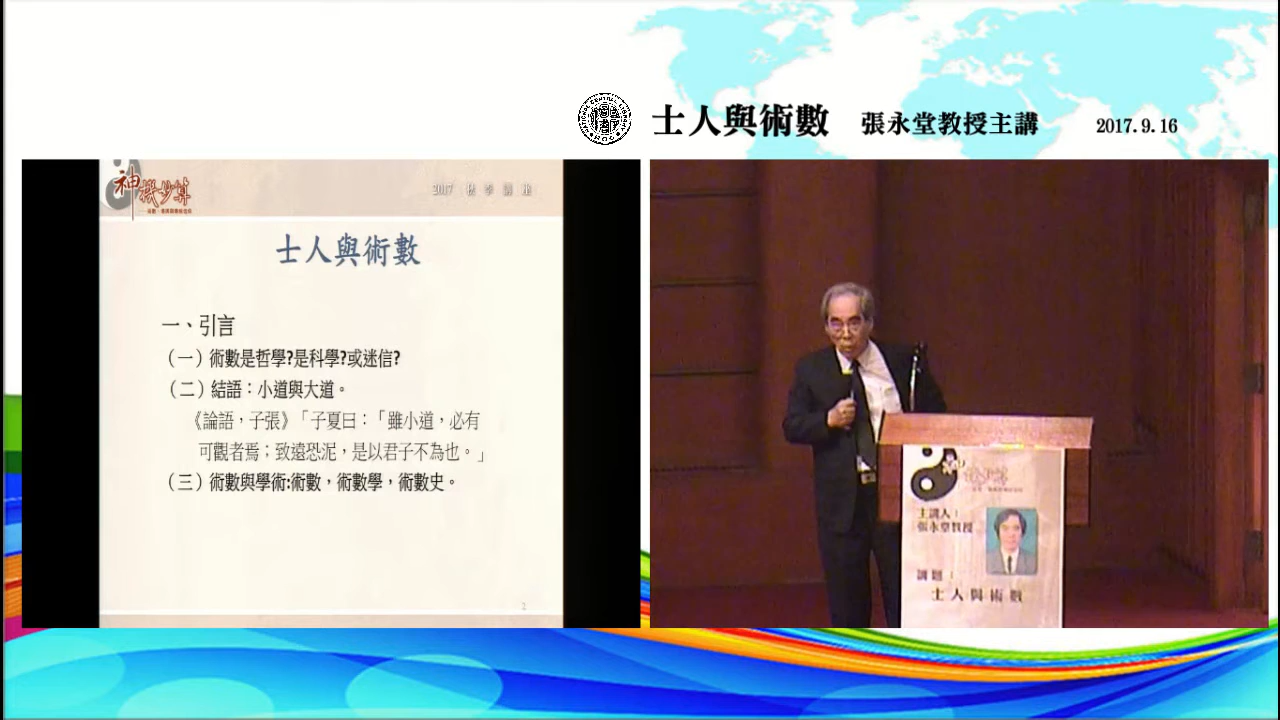 士人與術數 張永堂教授主講 2017.9.16
神機妙算
2017 秋季講座
士人與術數
一、引言
（一）術數是哲學?是科學?或迷信?
（二）結語：小道與大道。
《論語，子張》「子夏曰：「雖小道，必有
可觀者焉；致遠恐泥，是以君子不為也。」
（三）術數與學術:術數，術數學，術數史。
2
主講人：
張永堂教授
講題：
士人與術數